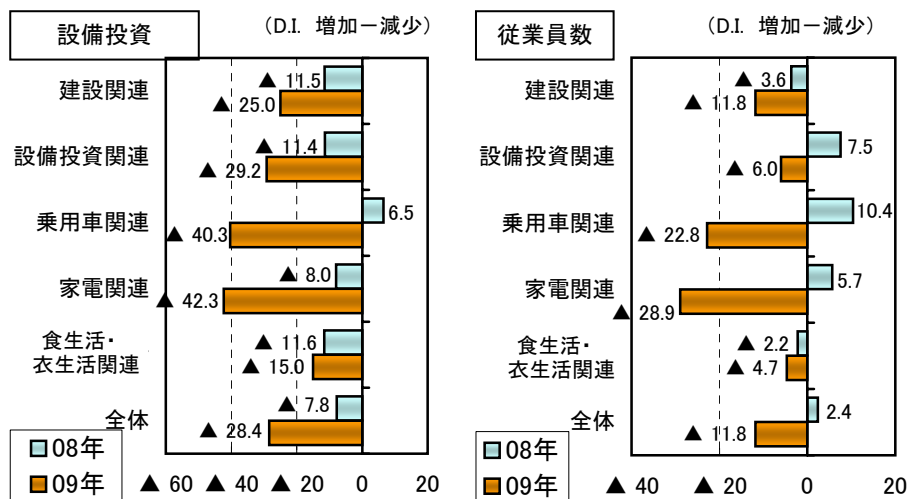 設備投資
(D.I. 増加－減少)
建設関連
▲ 11.5
▲ 25.0
設備投資関連
▲ 11.4
▲ 29.2
乗用車関連
6.5
▲ 40.3
家電関連
▲ 8.0
▲ 42.3
食生活・
衣生活関連
▲ 11.6
▲ 15.0
全体
▲ 7.8
▲ 28.4
08年
09年
▲ 60 ▲ 40 ▲ 20 0 20
従業員数
(D.I. 増加－減少)
建設関連
▲ 3.6
▲ 11.8
設備投資関連
7.5
▲ 6.0
乗用車関連
10.4
▲ 22.8
家電関連
5.7
▲ 28.9
食生活・
衣生活関連
▲ 2.2
▲ 4.7
全体
2.4
▲ 11.8
08年
09年
▲ 40 ▲ 20 0 20